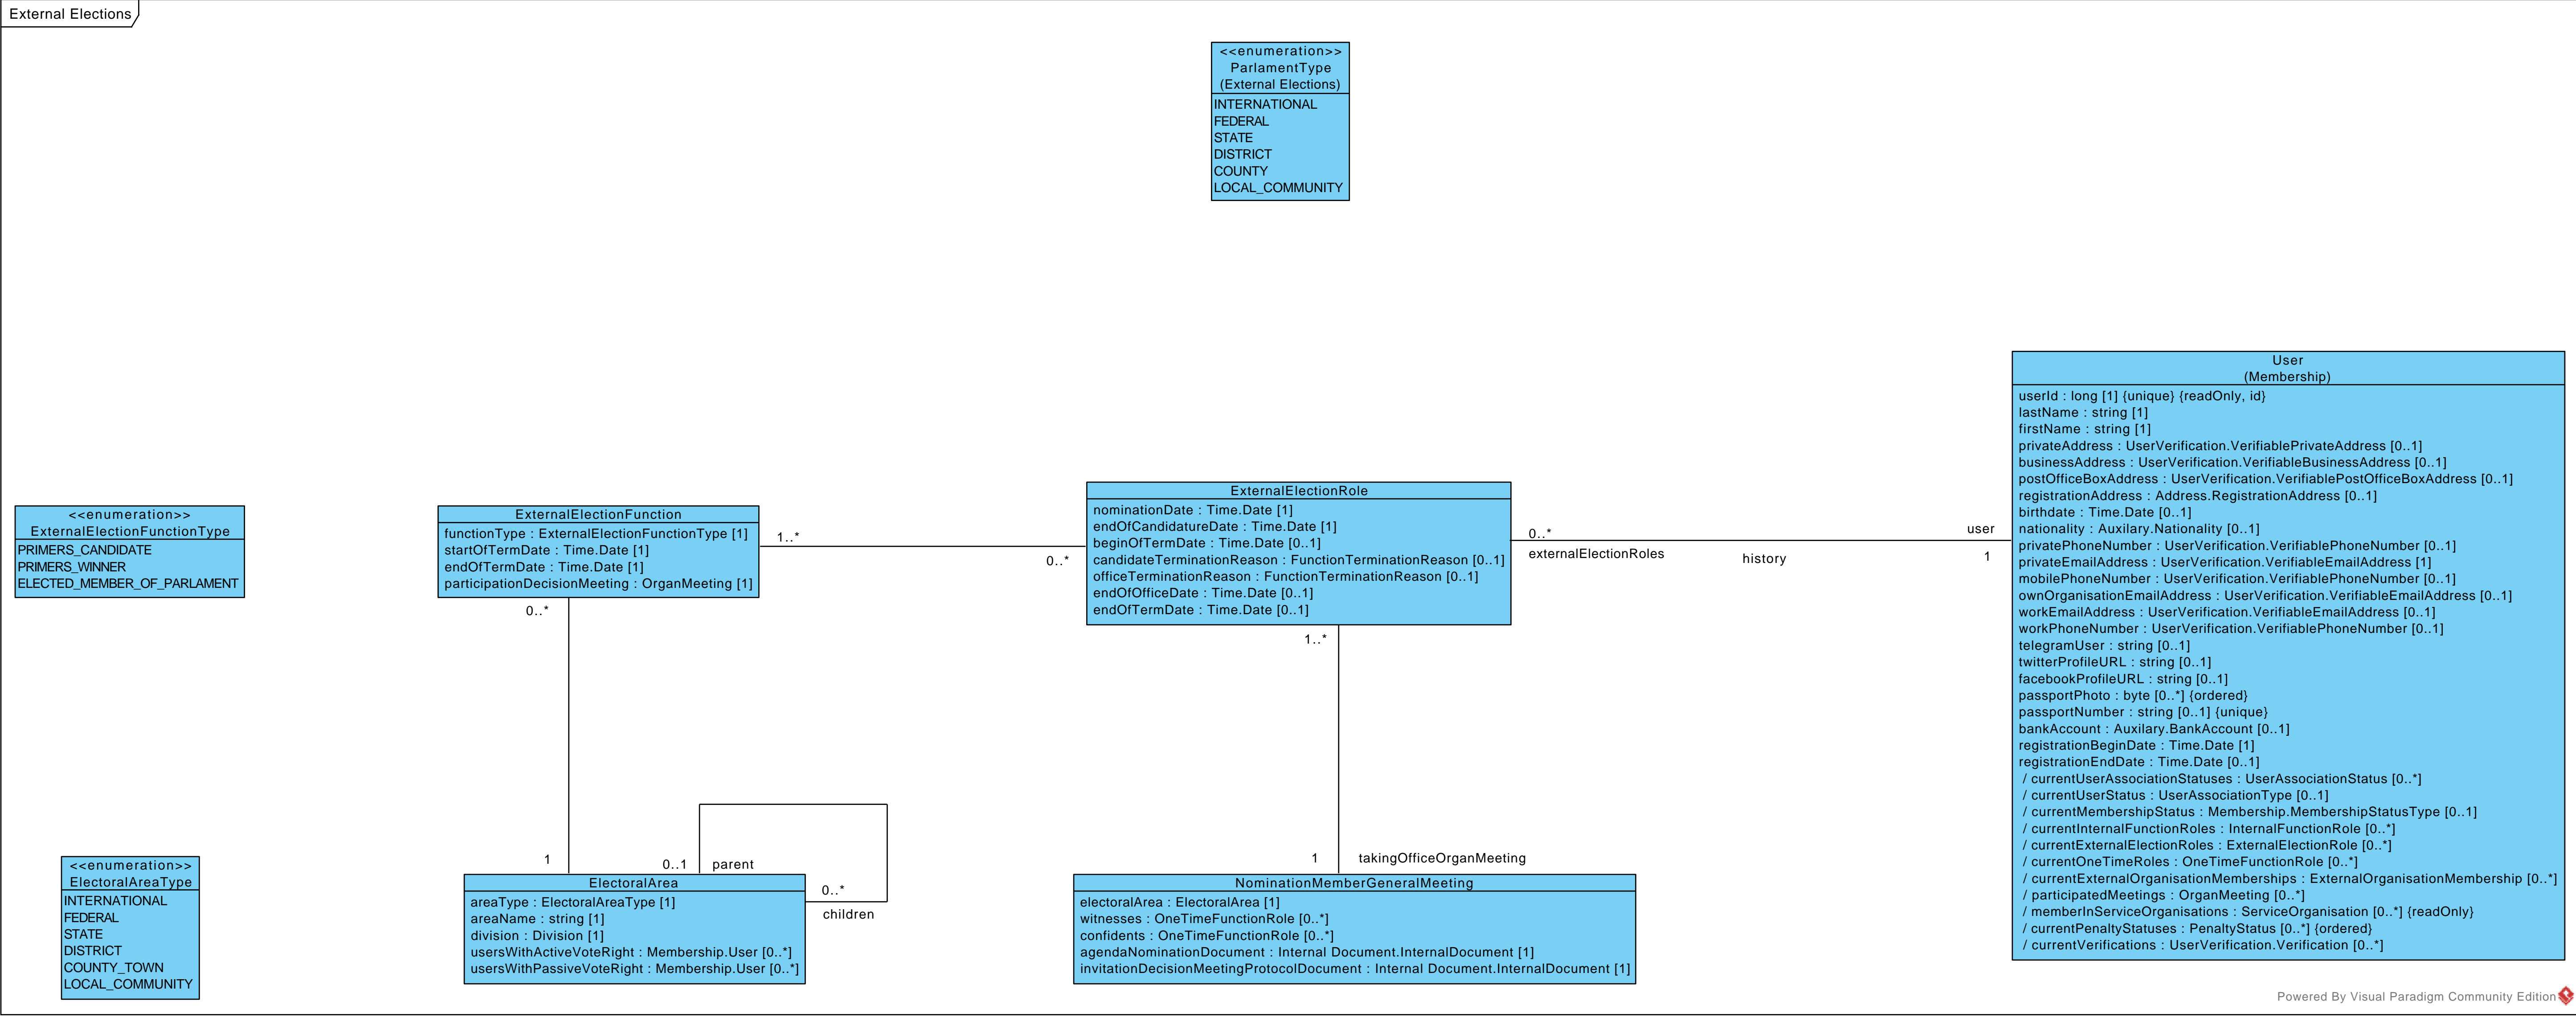 External Elections
<<enumeration>>
ParlamentType
(External Elections)
INTERNATIONAL
FEDERAL
STATE
DISTRICT
COUNTY
LOCAL_COMMUNITY
User
(Membership)
userId : long [1] {unique} {readOnly, id}
lastName : string [1]
firstName : string [1]
privateAddress : UserVerification.VerifiablePrivateAddress [0..1]
businessAddress : UserVerification.VerifiableBusinessAddress [0..1]
postOfficeBoxAddress : UserVerification.VerifiablePostOfficeBoxAddress [0..1]
registrationAddress : Address.RegistrationAddress [0..1]
birthdate : Time.Date [0..1]
nationality : Auxilary.Nationality [0..1]
privatePhoneNumber : UserVerification.VerifiablePhoneNumber [0..1]
privateEmailAddress : UserVerification.VerifiableEmailAddress [1]
mobilePhoneNumber : UserVerification.VerifiablePhoneNumber [0..1]
ownOrganisationEmailAddress : UserVerification.VerifiableEmailAddress [0..1]
workEmailAddress : UserVerification.VerifiableEmailAddress [0..1]
workPhoneNumber : UserVerification.VerifiablePhoneNumber [0..1]
telegramUser : string [0..1]
twitterProfileURL : string [0..1]
facebookProfileURL : string [0..1]
passportPhoto : byte [0..*] {ordered}
passportNumber : string [0..1] {unique}
bankAccount : Auxilary.BankAccount [0..1]
registrationBeginDate : Time.Date [1]
registrationEndDate : Time.Date [0..1]
/ currentUserAssociationStatuses : UserAssociationStatus [0..*]
/ currentUserStatus : UserAssociationType [0..1]
/ currentMembershipStatus : Membership.MembershipStatusType [0..1]
/ currentInternalFunctionRoles : InternalFunctionRole [0..*]
/ currentExternalElectionRoles : ExternalElectionRole [0..*]
/ currentOneTimeRoles : OneTimeFunctionRole [0..*]
/ currentExternalOrganisationMemberships : ExternalOrganisationMembership [0..*]
/ participatedMeetings : OrganMeeting [0..*]
/ memberInServiceOrganisations : ServiceOrganisation [0..*] {readOnly}
/ currentPenaltyStatuses : PenaltyStatus [0..*] {ordered}
/ currentVerifications : UserVerification.Verification [0..*]
<<enumeration>>
ExternalElectionFunctionType
PRIMERS_CANDIDATE
PRIMERS_WINNER
ELECTED_MEMBER_OF_PARLAMENT
ExternalElectionFunction
functionType : ExternalElectionFunctionType [1]
startOfTermDate : Time.Date [1]
endOfTermDate : Time.Date [1]
participationDecisionMeeting : OrganMeeting [1]
1..*
0..*
ExternalElectionRole
nominationDate : Time.Date [1]
endOfCandidatureDate : Time.Date [1]
beginOfTermDate : Time.Date [0..1]
candidateTerminationReason : FunctionTerminationReason [0..1]
officeTerminationReason : FunctionTerminationReason [0..1]
endOfOfficeDate : Time.Date [0..1]
endOfTermDate : Time.Date [0..1]
0..*
externalElectionRoles
history
user
1
0..*
1
1..*
1
takingOfficeOrganMeeting
0..1
parent
0..*
children
<<enumeration>>
ElectoralAreaType
INTERNATIONAL
FEDERAL
STATE
DISTRICT
COUNTY_TOWN
LOCAL_COMMUNITY
ElectoralArea
areaType : ElectoralAreaType [1]
areaName : string [1]
division : Division [1]
usersWithActiveVoteRight : Membership.User [0..*]
usersWithPassiveVoteRight : Membership.User [0..*]
NominationMemberGeneralMeeting
electoralArea : ElectoralArea [1]
witnesses : OneTimeFunctionRole [0..*]
confidents : OneTimeFunctionRole [0..*]
agendaNominationDocument : Internal Document.InternalDocument [1]
invitationDecisionMeetingProtocolDocument : Internal Document.InternalDocument [1]
Powered By Visual Paradigm Community Edition